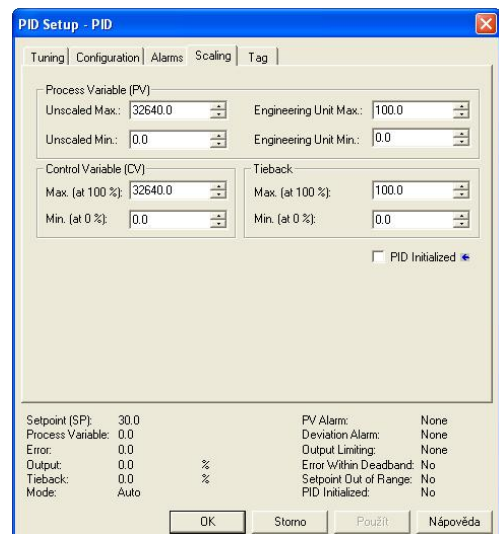 PID Setup - PID
Tuning Configuration Alarms Scaling Tag
Process Variable (PV)
Unscaled Max.: 32640.0 Engineering Unit Max.: 100.0
Unscaled Min.: 0.0 Engineering Unit Min.: 0.0
Control Variable (CV) Tieback
Max. (at 100 %): 32640.0 Max. (at 100 %): 100.0
Min. (at 0 %): 0.0 Min. (at 0 %): 0.0
PID Initialized
Setpoint (SP): 30.0 PV Alarm: None
Process Variable: 0.0 Deviation Alarm: None
Error: 0.0 Output Limiting: None
Output: 0.0 % Error Within Deadband: No
Tieback: 0.0 % Setpoint Out of Range: No
Mode: Auto PID Initialized: No
OK Storno Použít Nápověda